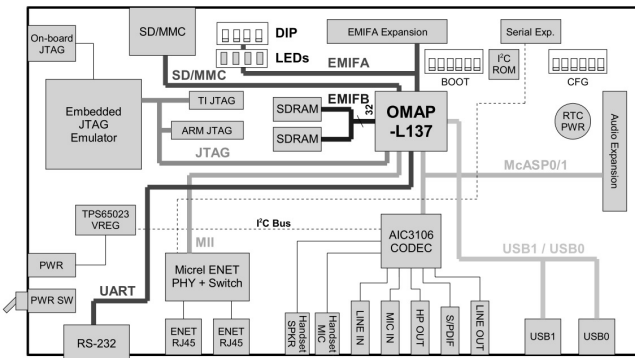 On-board
JTAG
SD/MMC
DIP
LEDs
EMIFA Expansion
Serial Exp.
I²C
ROM
BOOT
CFG
SD/MMC
EMIFA
Embedded
JTAG
Emulator
TI JTAG
ARM JTAG
JTAG
SDRAM
SDRAM
EMIFB
32
OMAP
-L137
RTC
PWR
Audio Expansion
McASP0/1
TPS65023
VREG
I²C Bus
MII
AIC3106
CODEC
USB1 / USB0
PWR
PWR SW
UART
Micrel ENET
PHY + Switch
RS-232
ENET
RJ45
ENET
RJ45
Handset
SPKR
Handset
MIC
LINE IN
MIC IN
HP OUT
S/PDIF
LINE OUT
USB1
USB0